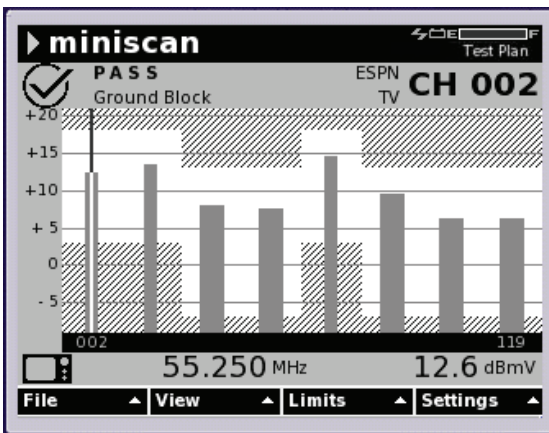 miniscan
E F
Test Plan
PASS
ESPN
CH 002
Ground Block
TV
+20
+15
+10
+ 5
0
- 5
002 119
55.250 MHz 12.6 dBmV
File View Limits Settings